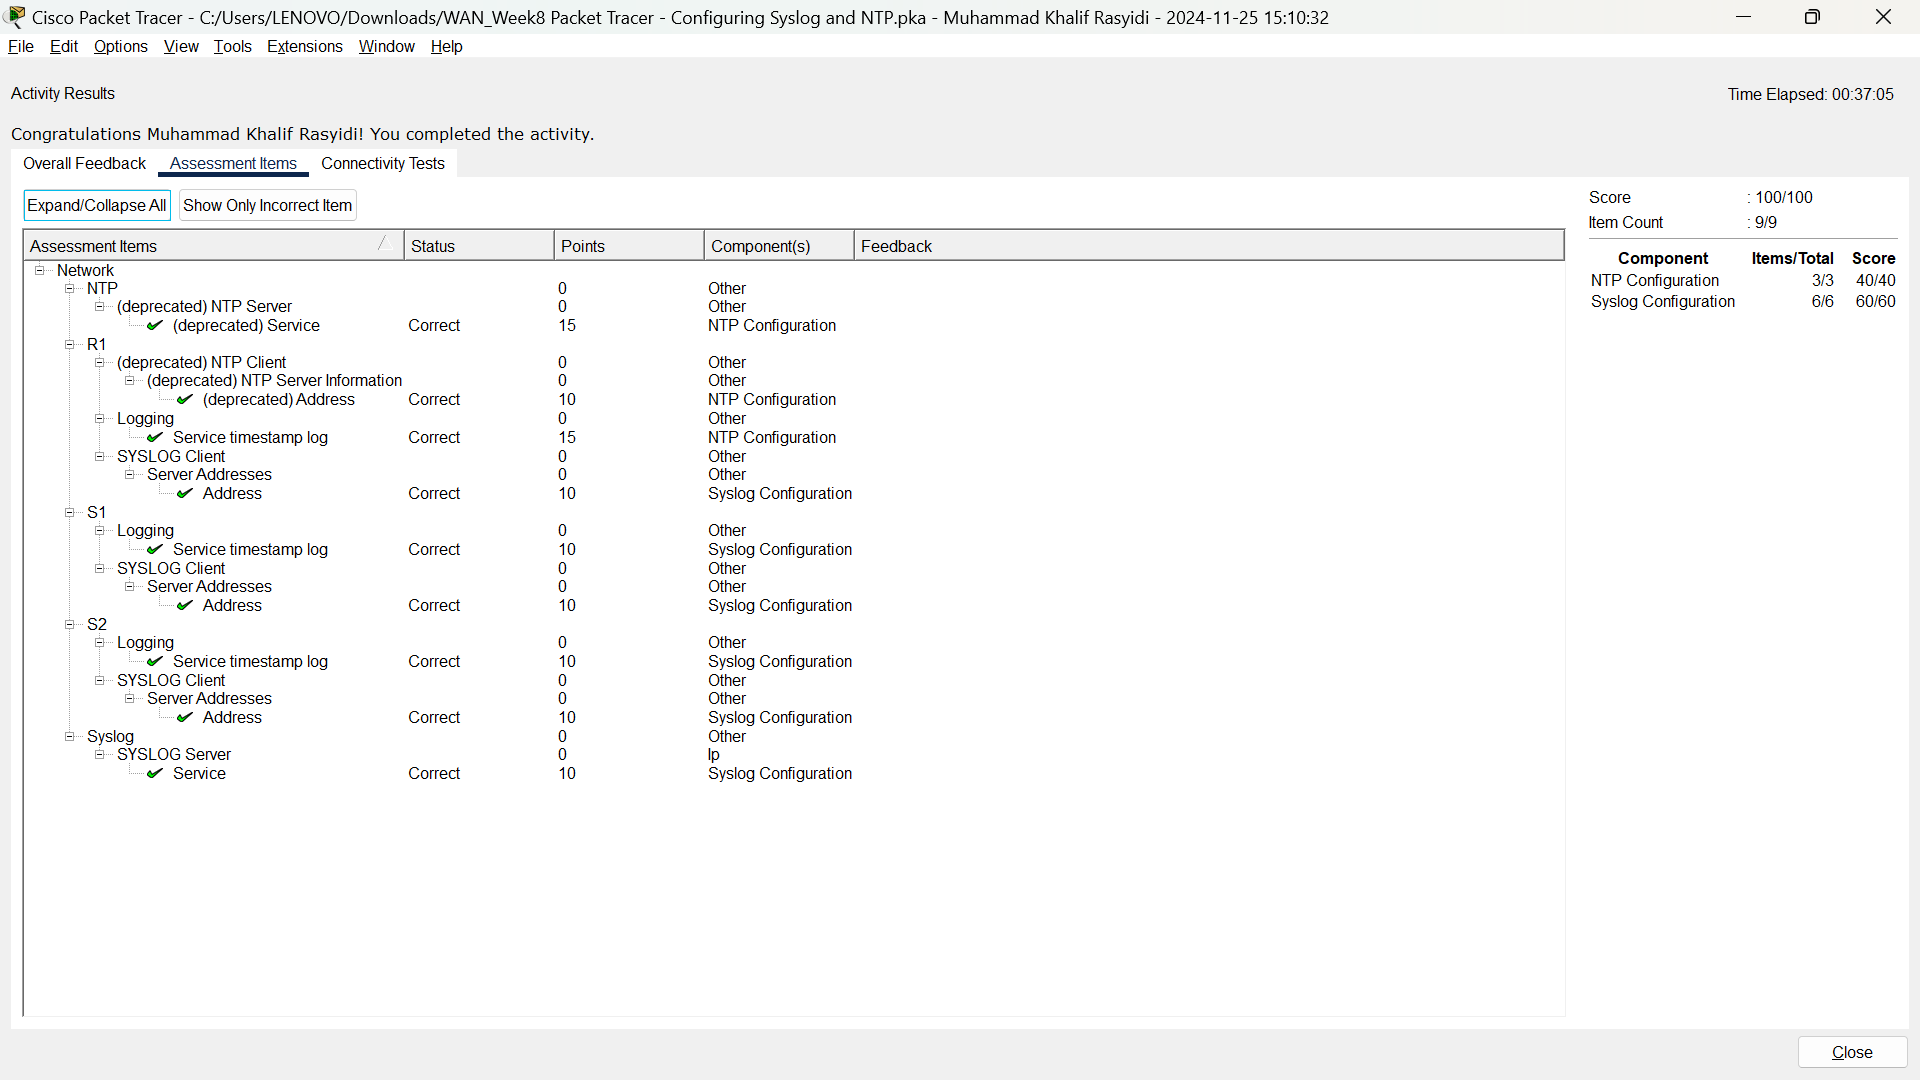 Cisco Packet Tracer - C:/Users/LENOVO/Downloads/WAN_Week8 Packet Tracer - Configuring Syslog and NTP.pka - Muhammad Khalif Rasyidi - 2024-11-25 15:10:32
File Edit Options View Tools Extensions Window Help
Activity Results
Time Elapsed: 00:37:05
Congratulations Muhammad Khalif Rasyidi! You completed the activity.
Overall Feedback Assessment Items Connectivity Tests
Expand/Collapse All Show Only Incorrect Item
Assessment Items Status Points Component(s) Feedback
Network
NTP 0 Other
(deprecated) NTP Server 0 Other
(deprecated) Service Correct 15 NTP Configuration
R1
(deprecated) NTP Client 0 Other
(deprecated) NTP Server Information 0 Other
(deprecated) Address Correct 10 NTP Configuration
Logging 0 Other
Service timestamp log Correct 15 NTP Configuration
SYSLOG Client 0 Other
Server Addresses 0 Other
Address Correct 10 Syslog Configuration
S1
Logging 0 Other
Service timestamp log Correct 10 Syslog Configuration
SYSLOG Client 0 Other
Server Addresses 0 Other
Address Correct 10 Syslog Configuration
S2
Logging 0 Other
Service timestamp log Correct 10 Syslog Configuration
SYSLOG Client 0 Other
Server Addresses 0 Other
Address Correct 10 Syslog Configuration
Syslog 0 Other
SYSLOG Server 0 Ip
Service Correct 10 Syslog Configuration
Score : 100/100
Item Count : 9/9
Component Items/Total Score
NTP Configuration 3/3 40/40
Syslog Configuration 6/6 60/60
Close